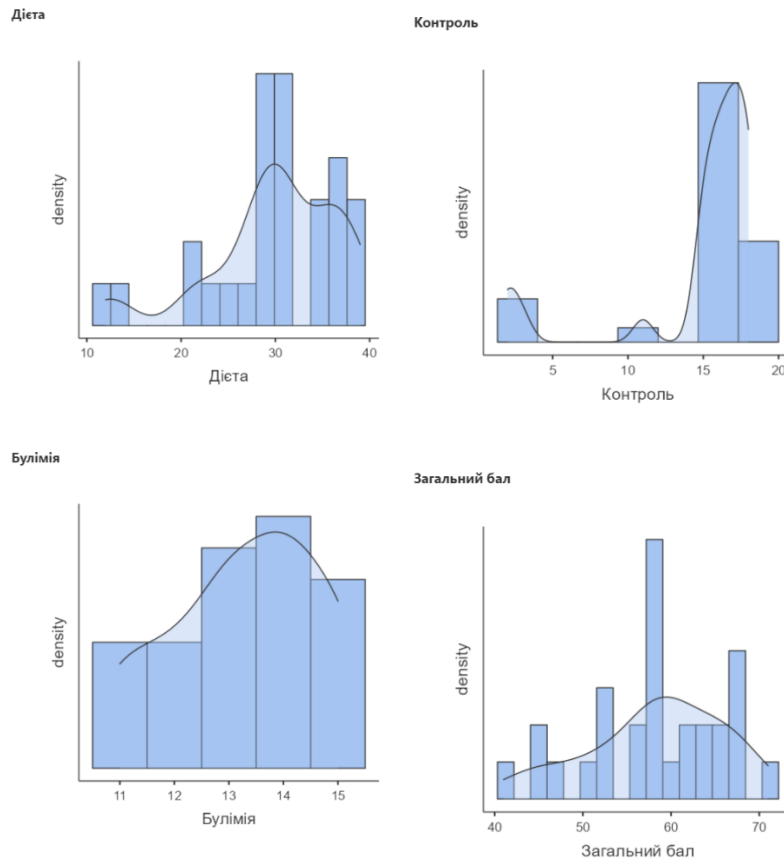 Дієта
density
10 20 30 40
Дієта
Контроль
density
5 10 15 20
Контроль
Булімія
density
11 12 13 14 15
Булімія
Загальний бал
density
40 50 60 70
Загальний бал